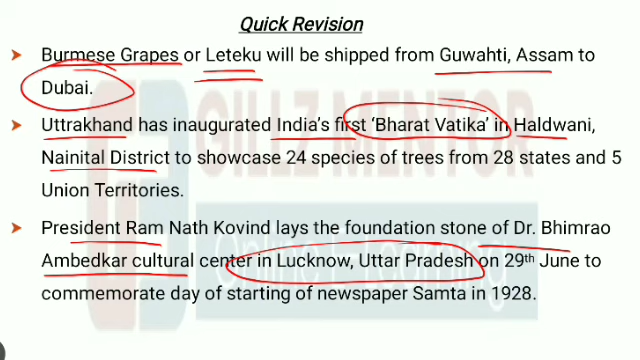 Quick Revision
➤ Burmese Grapes or Leteku will be shipped from Guwahti, Assam to
Dubai.
➤ Uttrakhand has inaugurated India's first 'Bharat Vatika' in Haldwani,
Nainital District to showcase 24 species of trees from 28 states and 5
Union Territories.
➤ President Ram Nath Kovind lays the foundation stone of Dr. Bhimrao
Ambedkar cultural center in Lucknow, Uttar Pradesh on 29th June to
commemorate day of starting of newspaper Samta in 1928.
GILLZ MENTOR